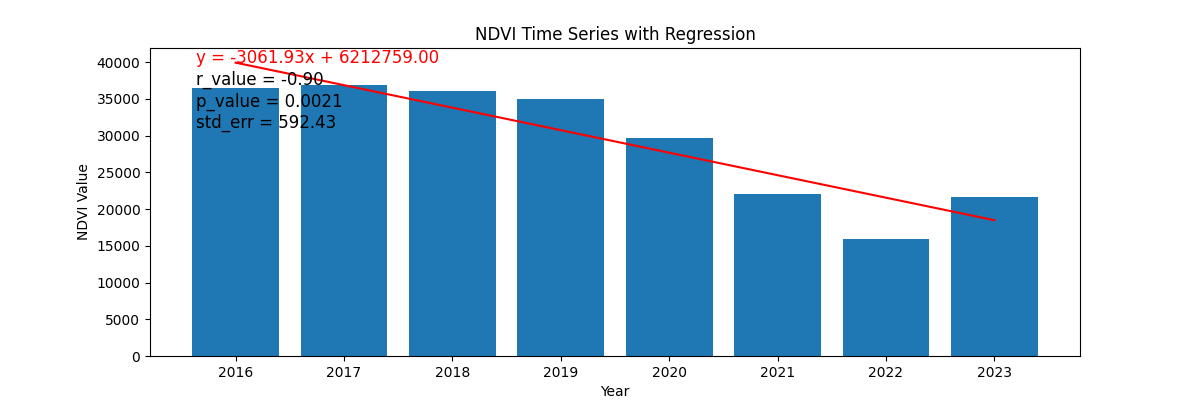 NDVI Time Series with Regression
y = -3061.93x + 6212759.00
r_value = -0.90
p_value = 0.0021
std_err = 592.43
NDVI Value
40000
35000
30000
25000
20000
15000
10000
5000
0
2016 2017 2018 2019 2020 2021 2022 2023
Year